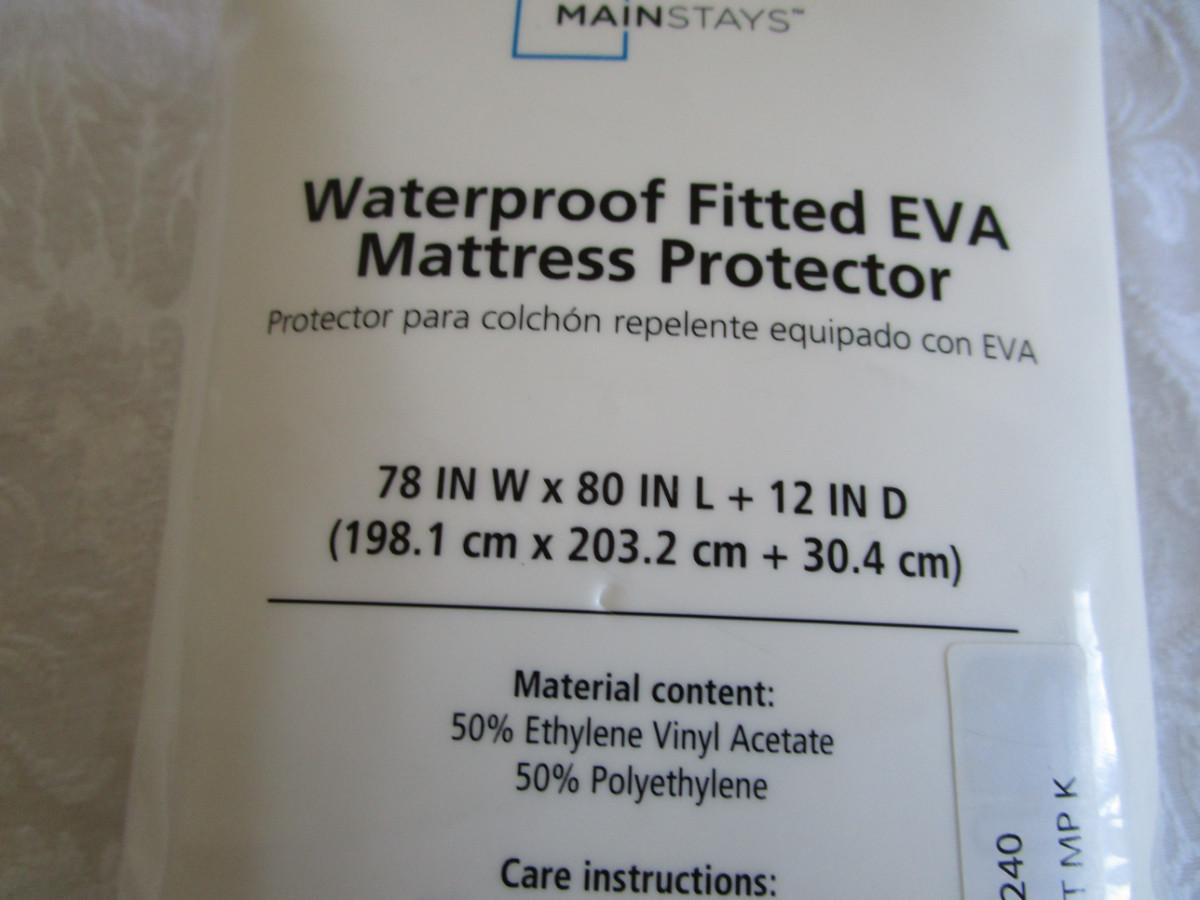 MAINSTAYS™
Waterproof Fitted EVA
Mattress Protector
Protector para colchón repelente equipado con EVA
78 IN W x 80 IN L + 12 IN D
(198.1 cm x 203.2 cm + 30.4 cm)
Material content:
50% Ethylene Vinyl Acetate
50% Polyethylene
Care instructions:
240
T MP K